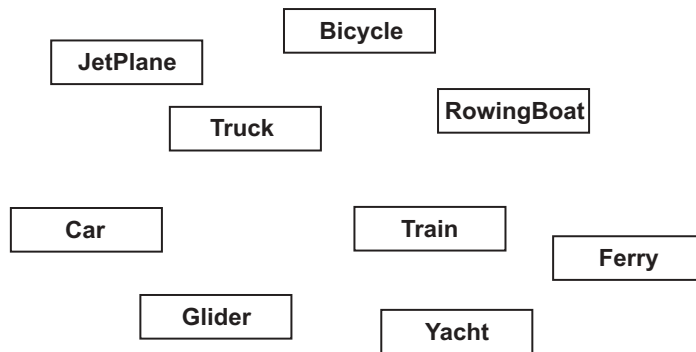 Bicycle
JetPlane
RowingBoat
Truck
Car
Train
Ferry
Glider
Yacht